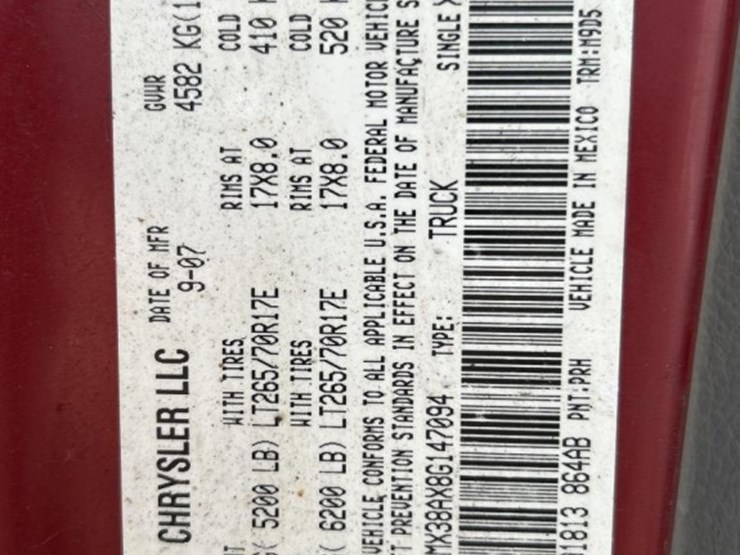 CHRYSLER LLC DATE OF MFR GVWR
9-07 4582 KG(1
WITH TIRES RIMS AT COLD
( 5200 LB) LT265/70R17E 17X8.0 410
WITH TIRES RIMS AT COLD
( 6200 LB) LT265/70R17E 17X8.0 520
VEHICLE CONFORMS TO ALL APPLICABLE U.S.A. FEDERAL MOTOR VEHIC
T PREVENTION STANDARDS IN EFFECT ON THE DATE OF MANUFACTURE S
MX38AX8G147094 TYPE: TRUCK SINGLE
1813 864AB PNT:PRH VEHICLE MADE IN MEXICO TRM:M9D5